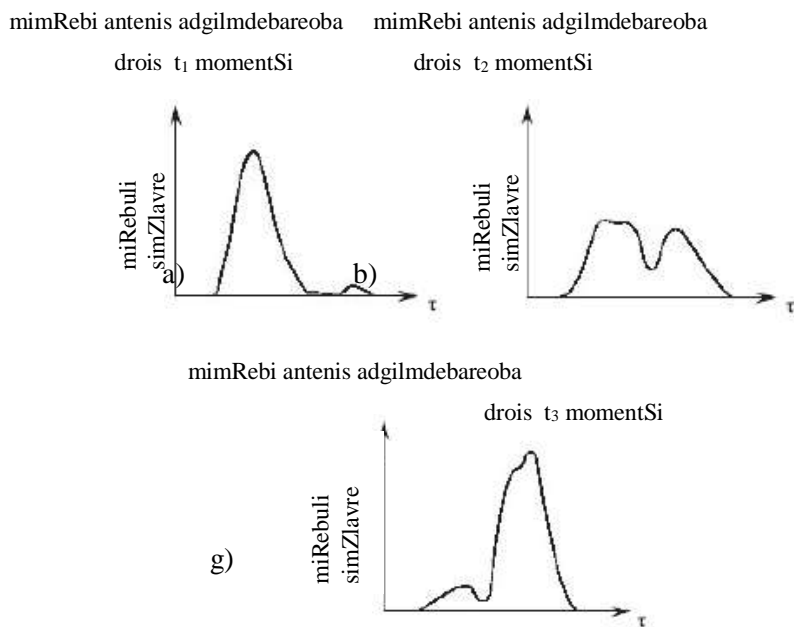 mimRebi antenis adgilmdebareoba
drois t₁ momentSi
miRebuli
simZlavre
a)
τ
mimRebi antenis adgilmdebareoba
drois t₂ momentSi
miRebuli
simZlavre
b)
τ
mimRebi antenis adgilmdebareoba
drois t₃ momentSi
miRebuli
simZlavre
g)
τ